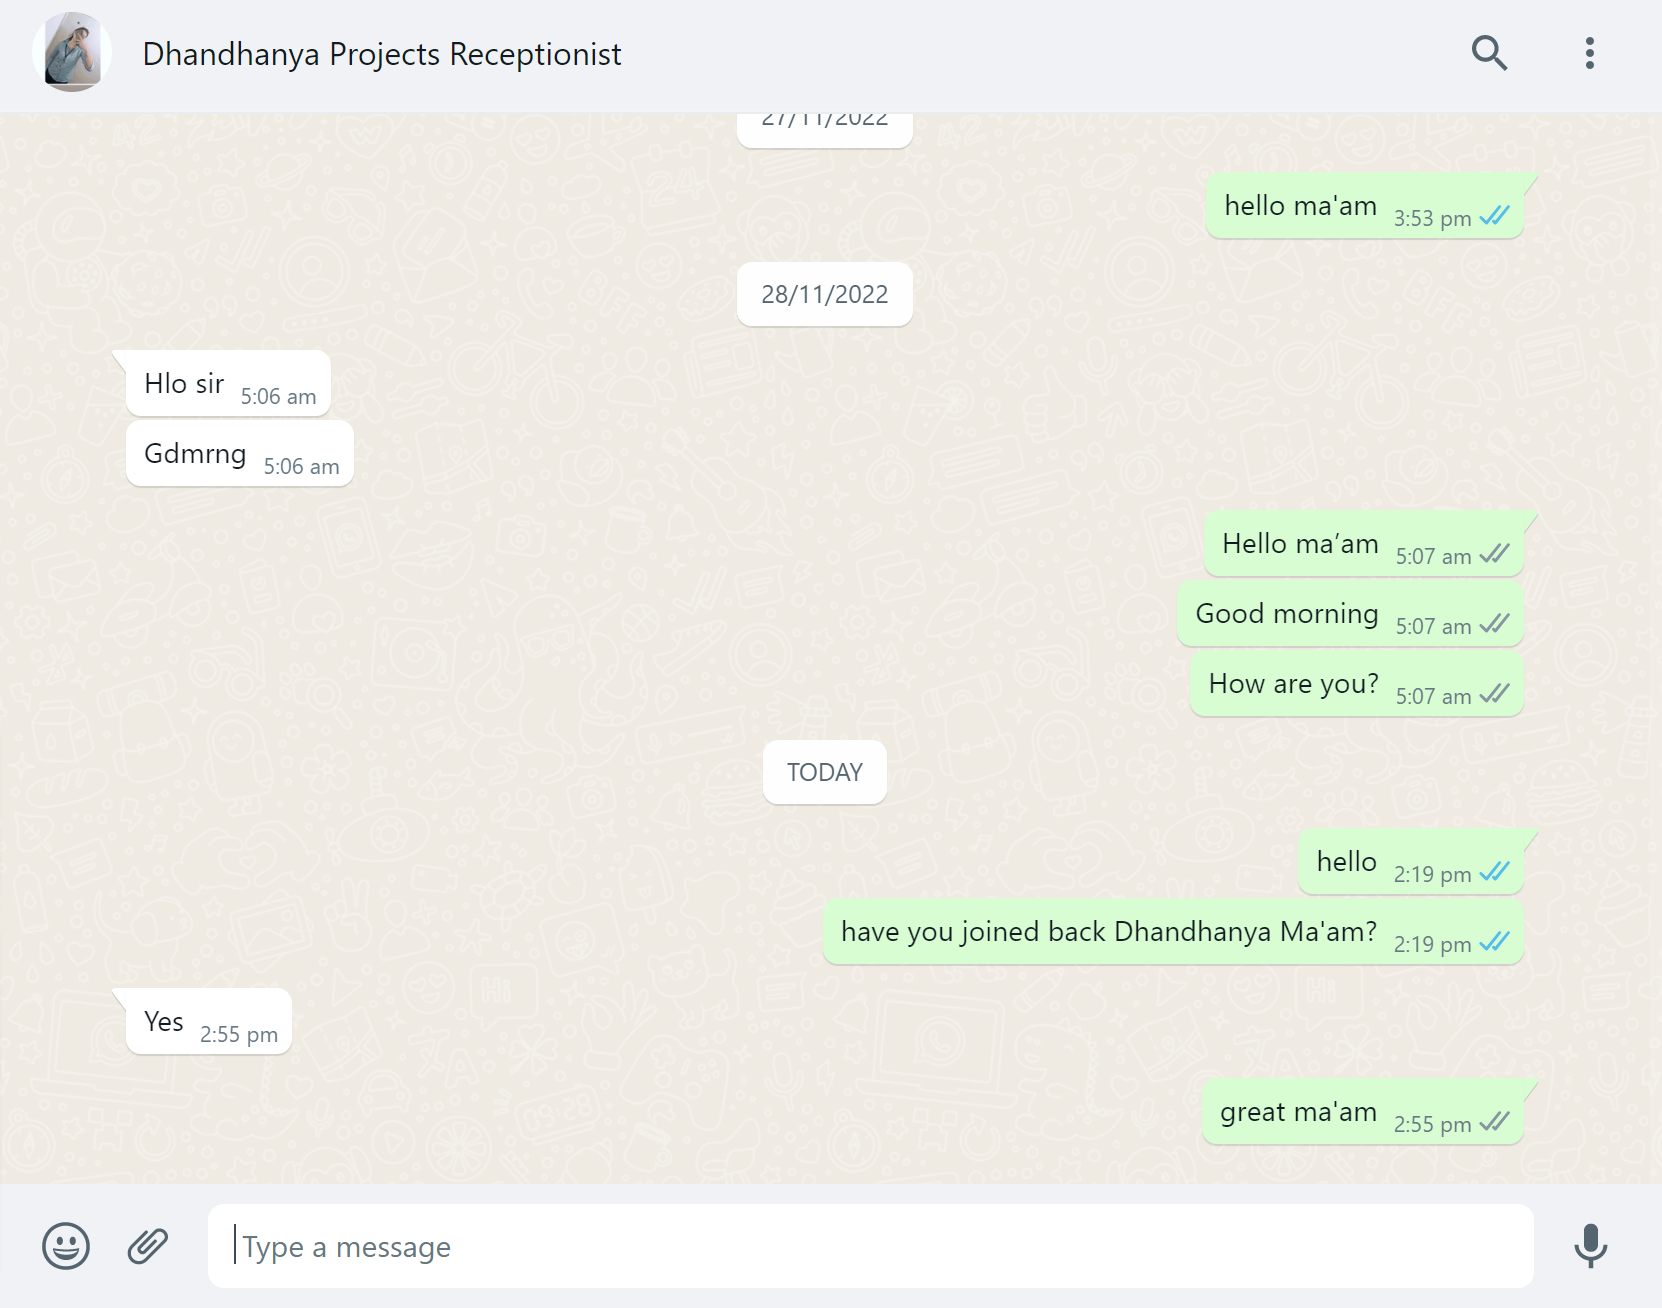 Dhandhanya Projects Receptionist
27/11/2022
hello ma'am 3:53 pm
28/11/2022
Hlo sir 5:06 am
Gdmrng 5:06 am
Hello ma’am 5:07 am
Good morning 5:07 am
How are you? 5:07 am
TODAY
hello 2:19 pm
have you joined back Dhandhanya Ma'am? 2:19 pm
Yes 2:55 pm
great ma'am 2:55 pm
Type a message